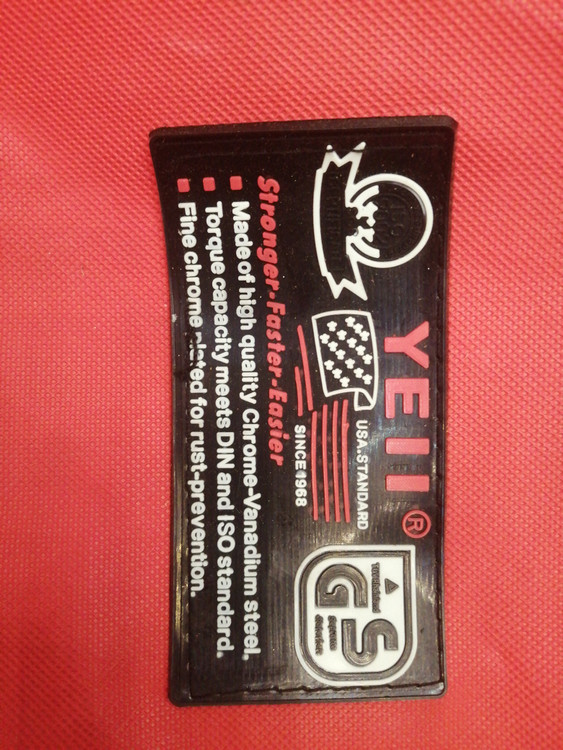 YEII®
USA.STANDARD
SINCE1968
GS
Stronger-Faster-Easier
Made of high quality Chrome-Vanadium steel.
Torque capacity meets DIN and ISO standard.
Fine chrome plated for rust-prevention.